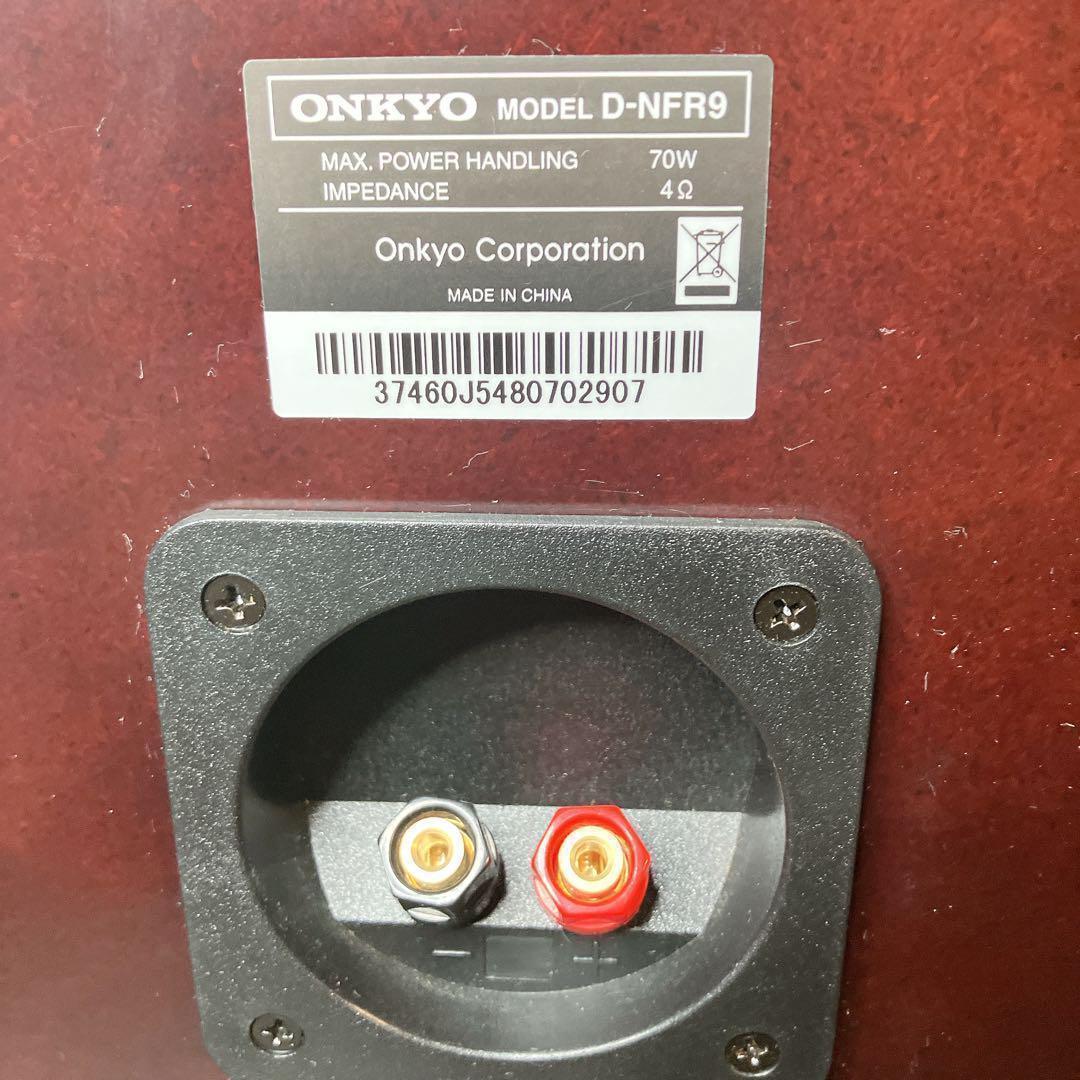 ONKYO MODEL D-NFR9
MAX. POWER HANDLING 70W
IMPEDANCE 4Ω
Onkyo Corporation
MADE IN CHINA
37460J5480702907
− +